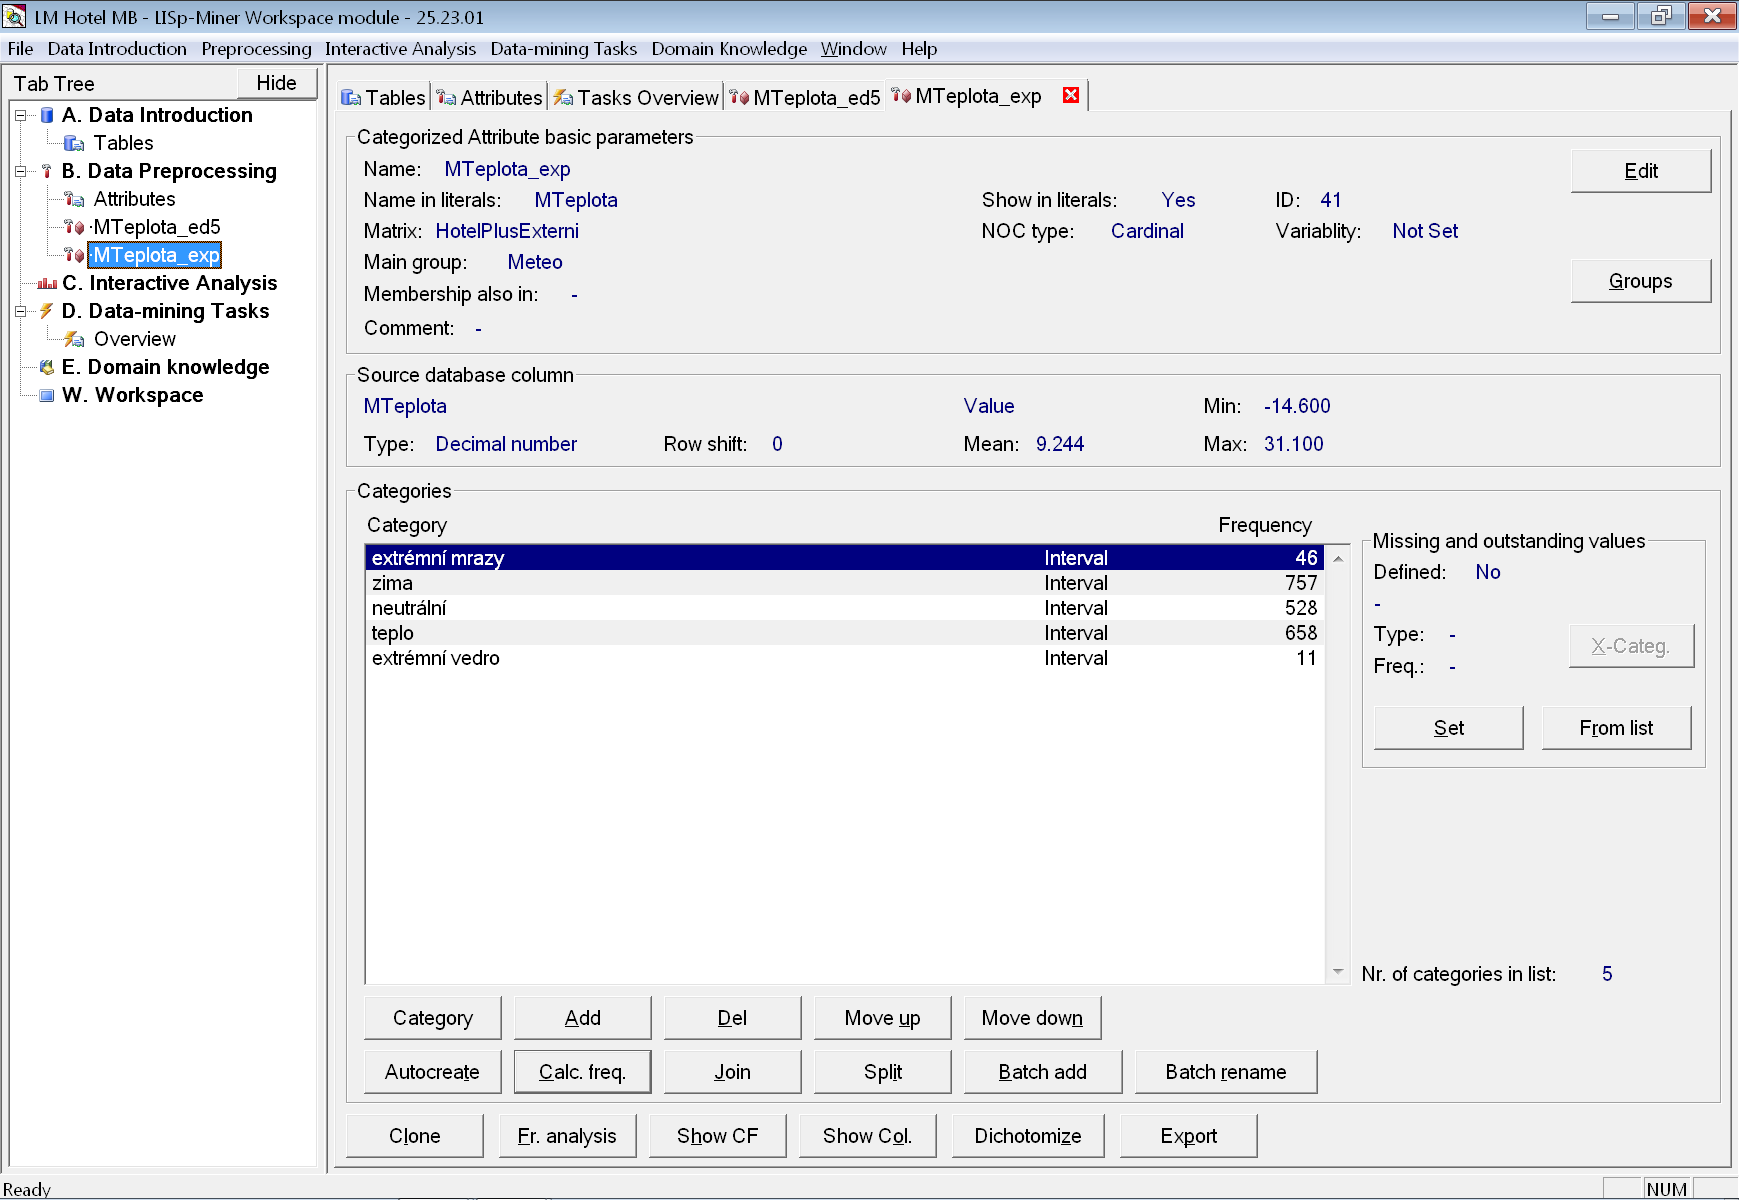 LM Hotel MB - LISp-Miner Workspace module - 25.23.01
File Data Introduction Preprocessing Interactive Analysis Data-mining Tasks Domain Knowledge Window Help
Tab Tree Hide
A. Data Introduction
Tables
B. Data Preprocessing
Attributes
·MTeplota_ed5
·MTeplota_exp
C. Interactive Analysis
D. Data-mining Tasks
Overview
E. Domain knowledge
W. Workspace
Tables Attributes Tasks Overview MTeplota_ed5 MTeplota_exp
Categorized Attribute basic parameters
Name: MTeplota_exp Edit
Name in literals: MTeplota Show in literals: Yes ID: 41
Matrix: HotelPlusExterni NOC type: Cardinal Variablity: Not Set
Main group: Meteo
Groups
Membership also in: -
Comment: -
Source database column
MTeplota Value Min: -14.600
Type: Decimal number Row shift: 0 Mean: 9.244 Max: 31.100
Categories
Category Frequency
extrémní mrazy Interval 46
zima Interval 757
neutrální Interval 528
teplo Interval 658
extrémní vedro Interval 11
Missing and outstanding values
Defined: No
-
Type: -
X-Categ.
Freq.: -
Set From list
Nr. of categories in list: 5
Category Add Del Move up Move down
Autocreate Calc. freq. Join Split Batch add Batch rename
Clone Fr. analysis Show CF Show Col. Dichotomize Export
Ready NUM